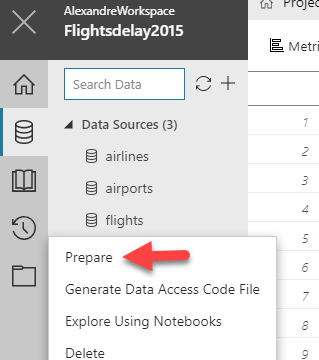 AlexandreWorkspace
Flightsdelay2015
Projec
Metri
Search Data
Data Sources (3)
airlines
airports
flights
Prepare
Generate Data Access Code File
Explore Using Notebooks
Delete
1
2
3
4
5
6
7
8
9